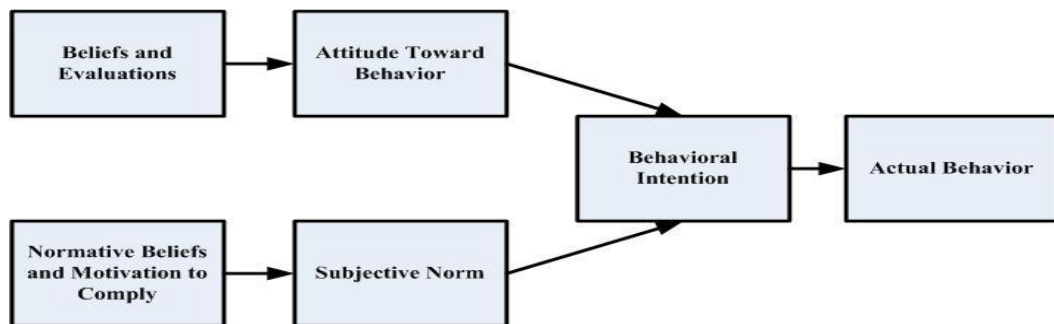 Beliefs and
Evaluations
Attitude Toward
Behavior
Behavioral
Intention
Actual Behavior
Normative Beliefs
and Motivation to
Comply
Subjective Norm